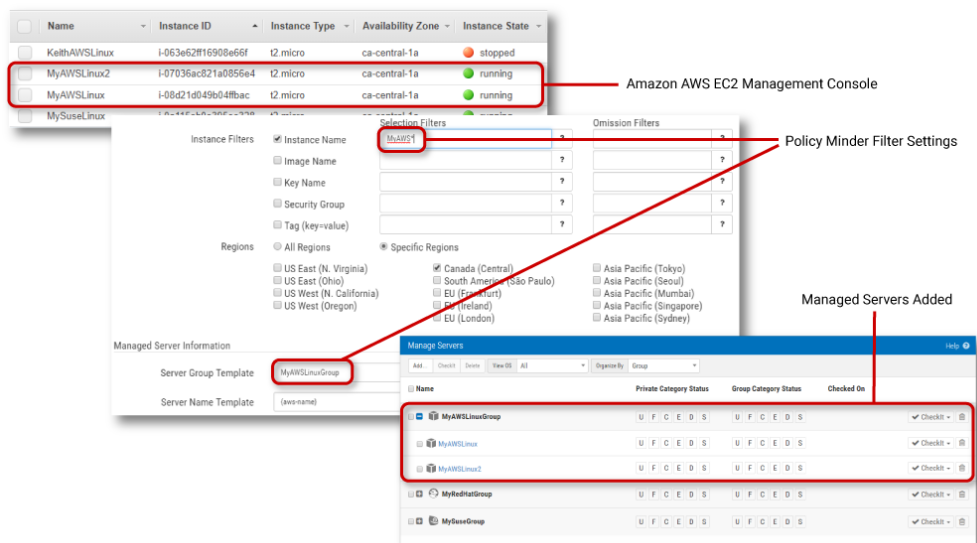 Name Instance ID Instance Type Availability Zone Instance State
KeithAWSLinux i-063e62ff16908e66f t2.micro ca-central-1a stopped
MyAWSLinux2 i-07036ac821a0856e4 t2.micro ca-central-1a running
MyAWSLinux i-08d21d049b04ffbac t2.micro ca-central-1a running
MySuseLinux
Amazon AWS EC2 Management Console
Selection Filters Omission Filters
Instance Filters Instance Name MyAWS* ? ?
Policy Minder Filter Settings
Image Name ? ?
Key Name ? ?
Security Group ? ?
Tag (key=value) ? ?
Regions All Regions Specific Regions
US East (N. Virginia) Canada (Central) Asia Pacific (Tokyo)
US East (Ohio) South America (São Paulo) Asia Pacific (Seoul)
US West (N. California) EU (Frankfurt) Asia Pacific (Mumbai)
US West (Oregon) EU (Ireland) Asia Pacific (Singapore)
EU (London) Asia Pacific (Sydney)
Managed Servers Added
Managed Server Information
Server Group Template MyAWSLinuxGroup
Server Name Template {aws-name}
Manage Servers Help ?
Add... CheckIt Delete View OS All Organize By Group
Name Private Category Status Group Category Status Checked On
MyAWSLinuxGroup U F C E D S U F C E D S CheckIt
MyAWSLinux U F C E D S U F C E D S CheckIt
MyAWSLinux2 U F C E D S U F C E D S CheckIt
MyRedHatGroup U F C E D S U F C E D S CheckIt
MySuseGroup U F C E D S U F C E D S CheckIt